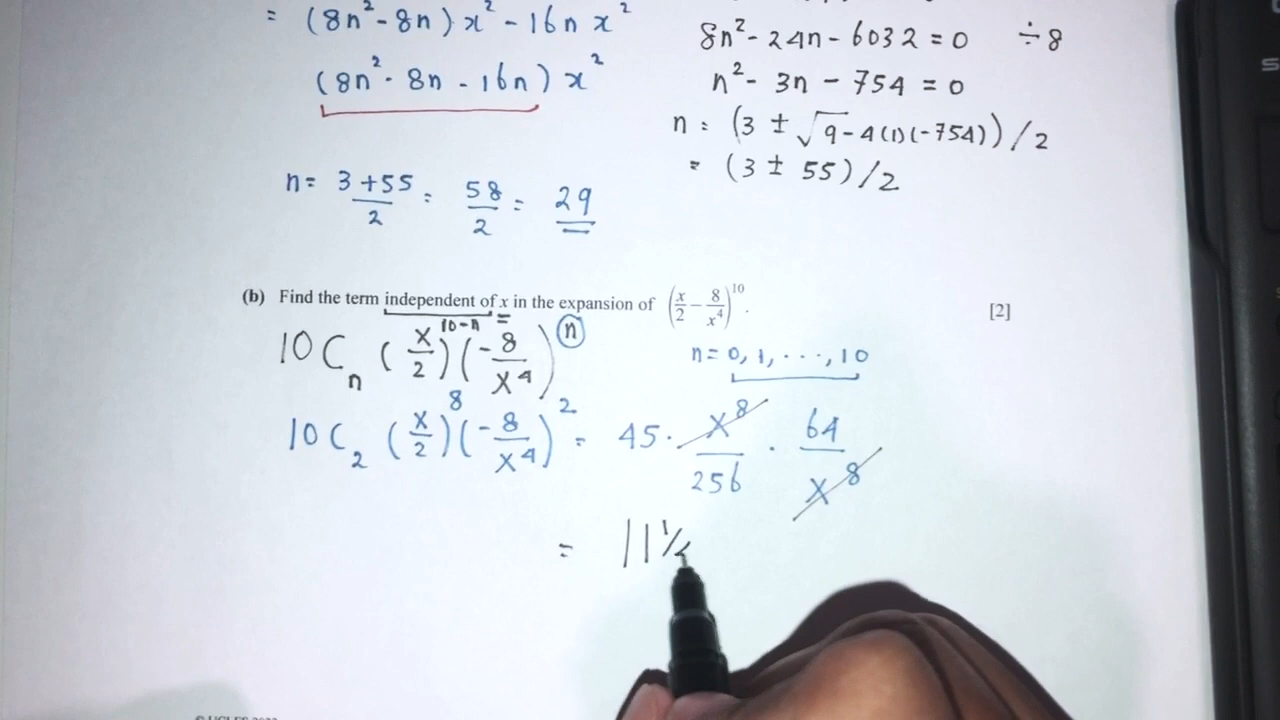 = (8n² - 8n) x² - 16n x²
(8n² - 8n - 16n) x²
8n² - 24n - 6032 = 0 ÷8
n² - 3n - 754 = 0
n = (3 ± √9 - 4(1)(-754))/2
= (3 ± 55)/2
n = 3+55/2 = 58/2 = 29
(b) Find the term independent of x in the expansion of (x/2 - 8/x⁴)¹⁰. [2]
10Cₙ (x/2)¹⁰⁻ⁿ (-8/x⁴)ⁿ n = 0, 1, ..., 10
10C₂ (x/2)⁸ (-8/x⁴)² = 45 · x⁸/256 · 64/x⁸
= 11 1/